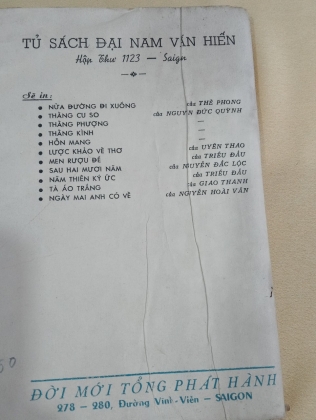 TỦ SÁCH ĐẠI NAM VĂN HIẾN
Hộp Thư 1123 — Saigon
Sẽ in :
NỬA ĐƯỜNG ĐI XUỐNG của THẾ PHONG
THẰNG CU SO của NGUYỄN ĐỨC QUỲNH
THẰNG PHƯỢNG —
THẰNG KÌNH —
HỒN MANG —
LƯỢC KHẢO VỀ THƠ của UYÊN THAO
MEN RƯỢU ĐẾ của TRIỀU ĐẨU
SAU HAI MƯƠI NĂM của NGUYỄN ĐẮC LỘC
NĂM THIÊN KÝ ỨC của TRIỀU ĐẨU
TÀ ÁO TRẮNG của GIAO THANH
NGÀY MAI ANH CÓ VỀ của NGUYỄN HOÀI VĂN
50
ĐỜI MỚI TỔNG PHÁT HÀNH
278 — 280, Đường Vĩnh-Viễn — SAIGON